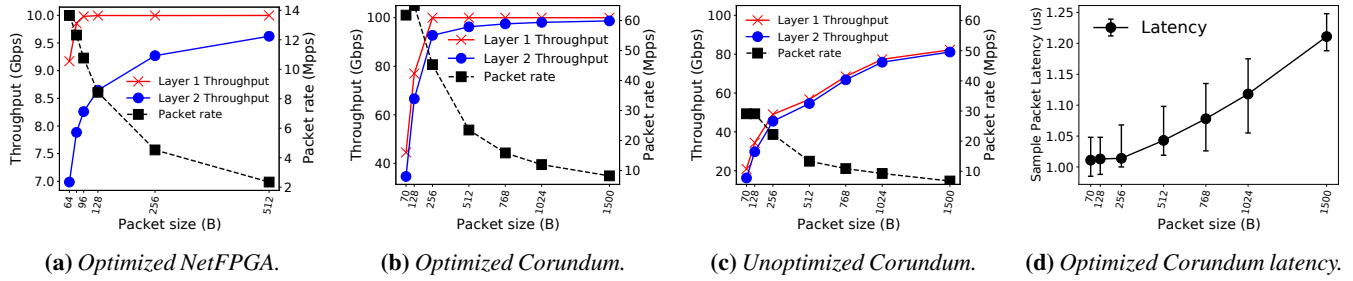 10.0
9.5
9.0
8.5
8.0
7.5
7.0
Throughput (Gbps)
14
12
10
8
6
4
2
Packet rate (Mpps)
Layer 1 Throughput
Layer 2 Throughput
Packet rate
64
96
128
256
512
Packet size (B)
(a) Optimized NetFPGA.
100
80
60
40
Throughput (Gbps)
60
50
40
30
20
10
Packet rate (Mpps)
Layer 1 Throughput
Layer 2 Throughput
Packet rate
70
128
256
512
768
1024
1500
Packet size (B)
(b) Optimized Corundum.
100
80
60
40
20
Throughput (Gbps)
60
50
40
30
20
10
Packet rate (Mpps)
Layer 1 Throughput
Layer 2 Throughput
Packet rate
70
128
256
512
768
1024
1500
Packet size (B)
(c) Unoptimized Corundum.
1.25
1.20
1.15
1.10
1.05
1.00
Sample Packet Latency (us)
Latency
70
128
256
512
768
1024
1500
Packet size (B)
(d) Optimized Corundum latency.